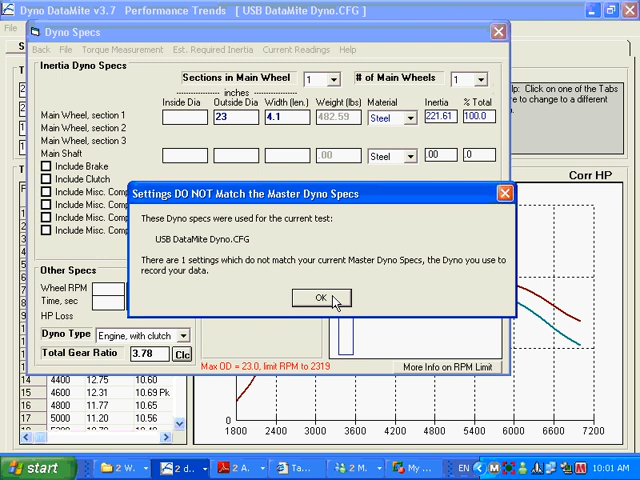 Dyno DataMite v3.7 Performance Trends [ USB DataMite Dyno.CFG ]
File
Dyno Specs
Back File Torque Measurement Est. Required Inertia Current Readings Help
Inertia Dyno Specs
Sections in Main Wheel 1 # of Main Wheels 1
inches
Inside Dia Outside Dia Width (len.) Weight (lbs) Material Inertia % Total
Main Wheel, section 1 23 4.1 482.59 Steel 221.61 100.0
Main Wheel, section 2
Main Wheel, section 3
Main Shaft .00 Steel .00 .0
Include Brake
Include Clutch
Include Misc. Comp
Include Misc. Comp
Include Misc. Comp
Include Misc. Comp
Settings DO NOT Match the Master Dyno Specs
These Dyno specs were used for the current test:
USB DataMite Dyno.CFG
There are 1 settings which do not match your current Master Dyno Specs, the Dyno you use to
record your data.
OK
Other Specs
Wheel RPM
Time, sec
HP Loss
Dyno Type Engine, with clutch
Total Gear Ratio 3.78 Clc
Max OD = 23.0, limit RPM to 2319
More Info on RPM Limit
lp: Click on one of the Tabs
re to change to a different
Corr HP
14 4400 12.75 10.60
15 4600 12.31 10.69 Pk
16 4800 11.77 10.65
17 5000 11.20 10.56
0
1800 2400 3000 3600 4200 4800 5400 6000 6600 7200
start 2 W. 2 d.. 2 A. Ta... 2 M. My ... EN 10:01 AM